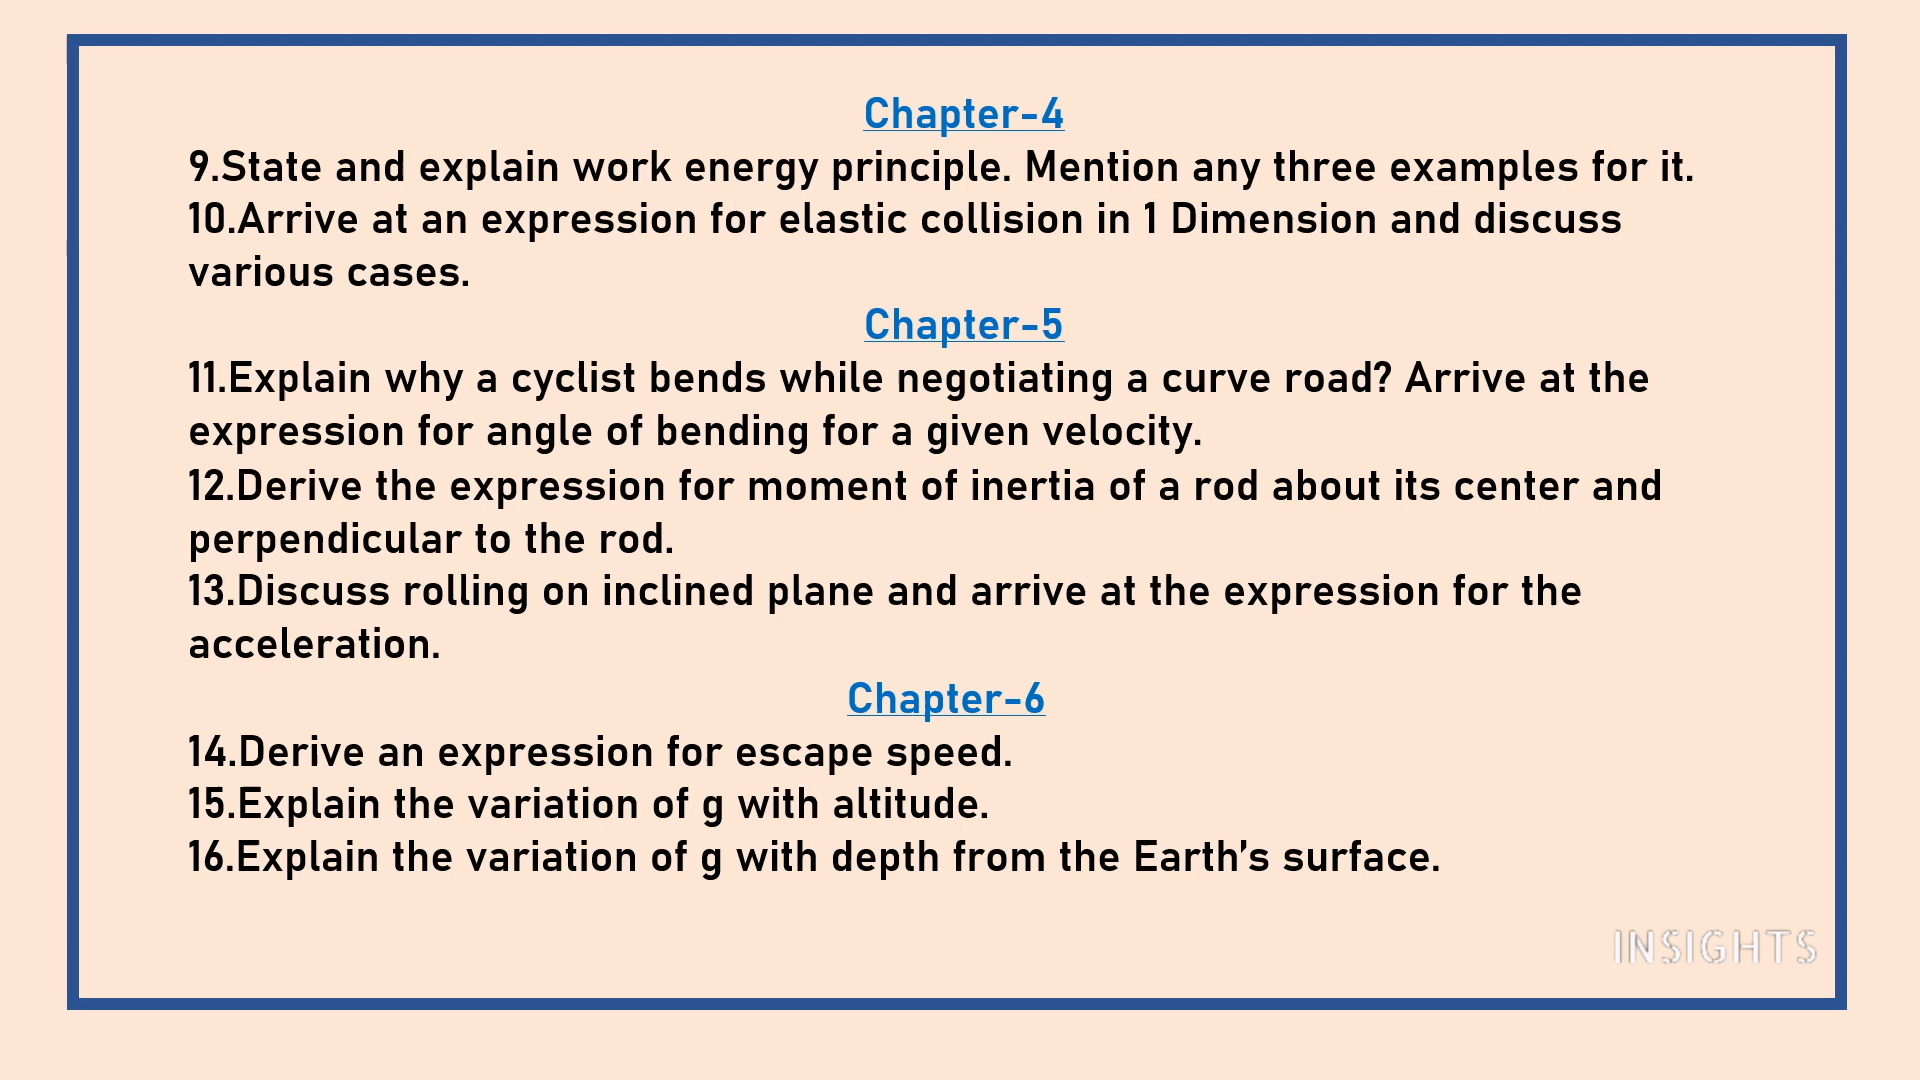 Chapter-4
9.State and explain work energy principle. Mention any three examples for it.
10.Arrive at an expression for elastic collision in 1 Dimension and discuss
various cases.
Chapter-5
11.Explain why a cyclist bends while negotiating a curve road? Arrive at the
expression for angle of bending for a given velocity.
12.Derive the expression for moment of inertia of a rod about its center and
perpendicular to the rod.
13.Discuss rolling on inclined plane and arrive at the expression for the
acceleration.
Chapter-6
14.Derive an expression for escape speed.
15.Explain the variation of g with altitude.
16.Explain the variation of g with depth from the Earth's surface.
INSIGHTS